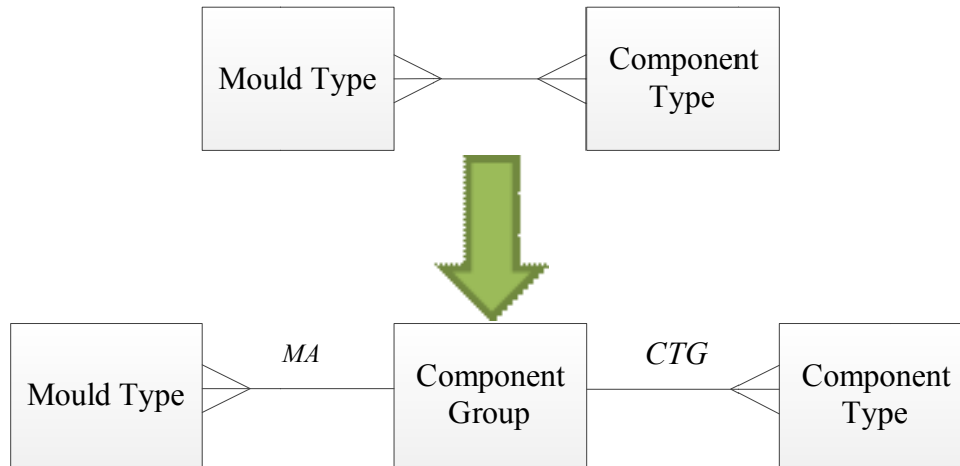 Mould Type
Component
Type
MA
CTG
Mould Type
Component
Group
Component
Type